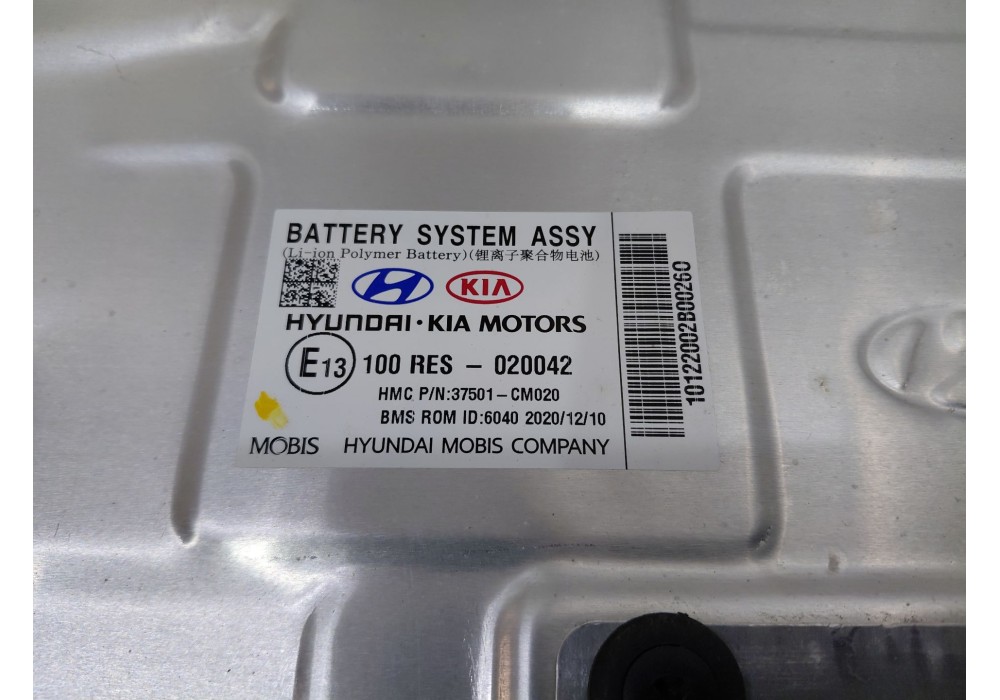 BATTERY SYSTEM ASSY
(Li-ion Polymer Battery)(锂离子聚合物电池)
KIA
HYUNDAI · KIA MOTORS
E13 100 RES - 020042
HMC P/N:37501-CM020
BMS ROM ID:6040 2020/12/10
MOBIS HYUNDAI MOBIS COMPANY
10122002B00260